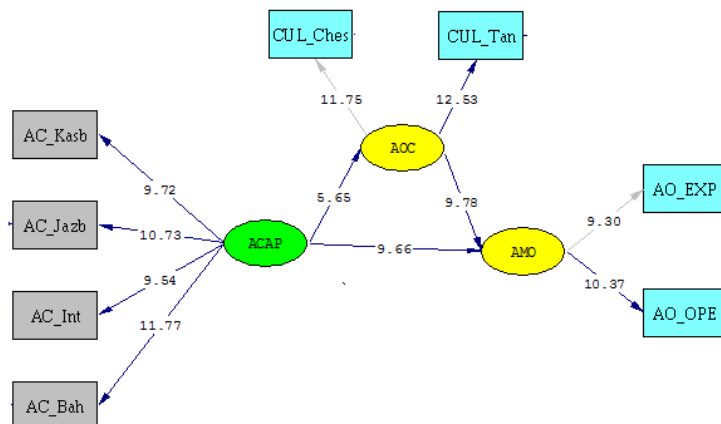 CUL_Ches
CUL_Tan
11.75
12.53
AC_Kasb
AOC
9.72
5.65
9.78
AO_EXP
9.30
AC_Jazb
10.73
ACAP
9.66
AMO
9.54
10.37
AC_Int
AO_OPE
11.77
AC_Bah